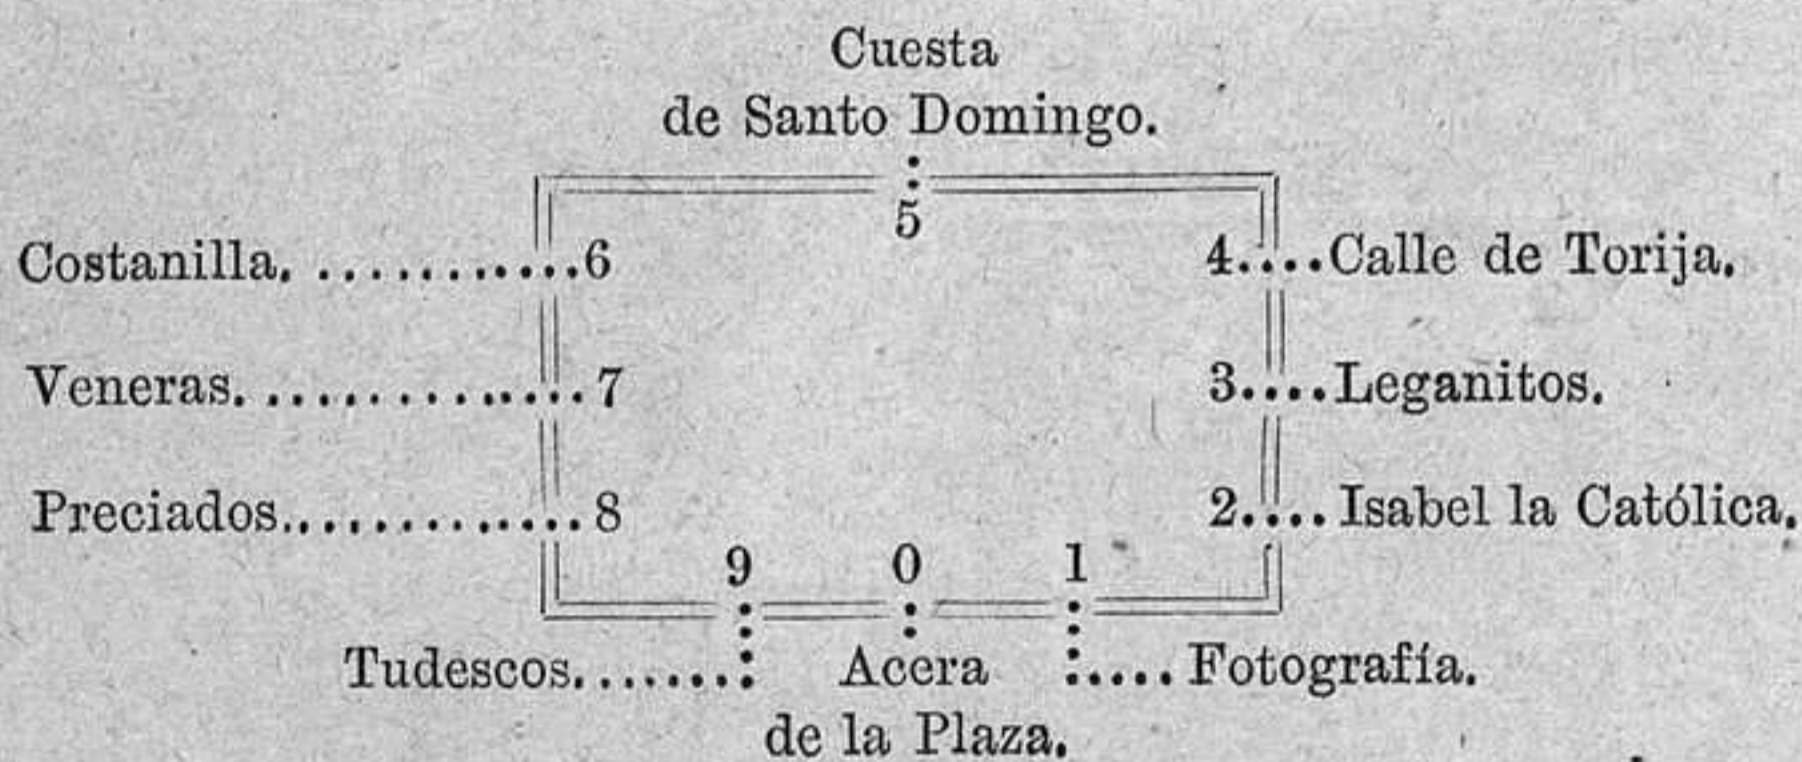 Cuesta
de Santo Domingo.
5
Costanilla. ............6
4....Calle de Torija.
Veneras. ..............7
3....Leganitos.
Preciados..............8
2....Isabel la Católica.
9 0 1
Tudescos........: Acera :.....Fotografía.
de la Plaza.